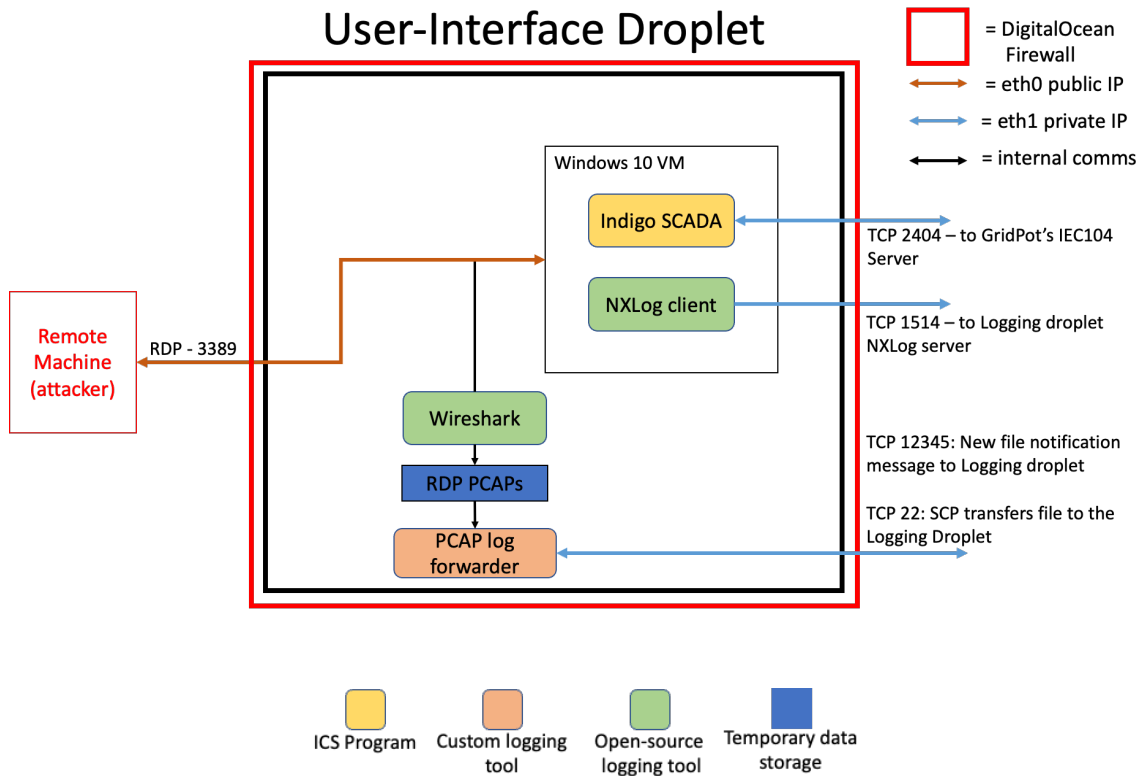 User-Interface Droplet
= DigitalOcean
Firewall
= eth0 public IP
= eth1 private IP
= internal comms
Windows 10 VM
Indigo SCADA
TCP 2404 – to GridPot's IEC104
Server
NXLog client
TCP 1514 – to Logging droplet
NXLog server
Remote
Machine
(attacker)
RDP - 3389
Wireshark
TCP 12345: New file notification
message to Logging droplet
RDP PCAPs
TCP 22: SCP transfers file to the
Logging Droplet
PCAP log
forwarder
ICS Program
Custom logging
tool
Open-source
logging tool
Temporary data
storage